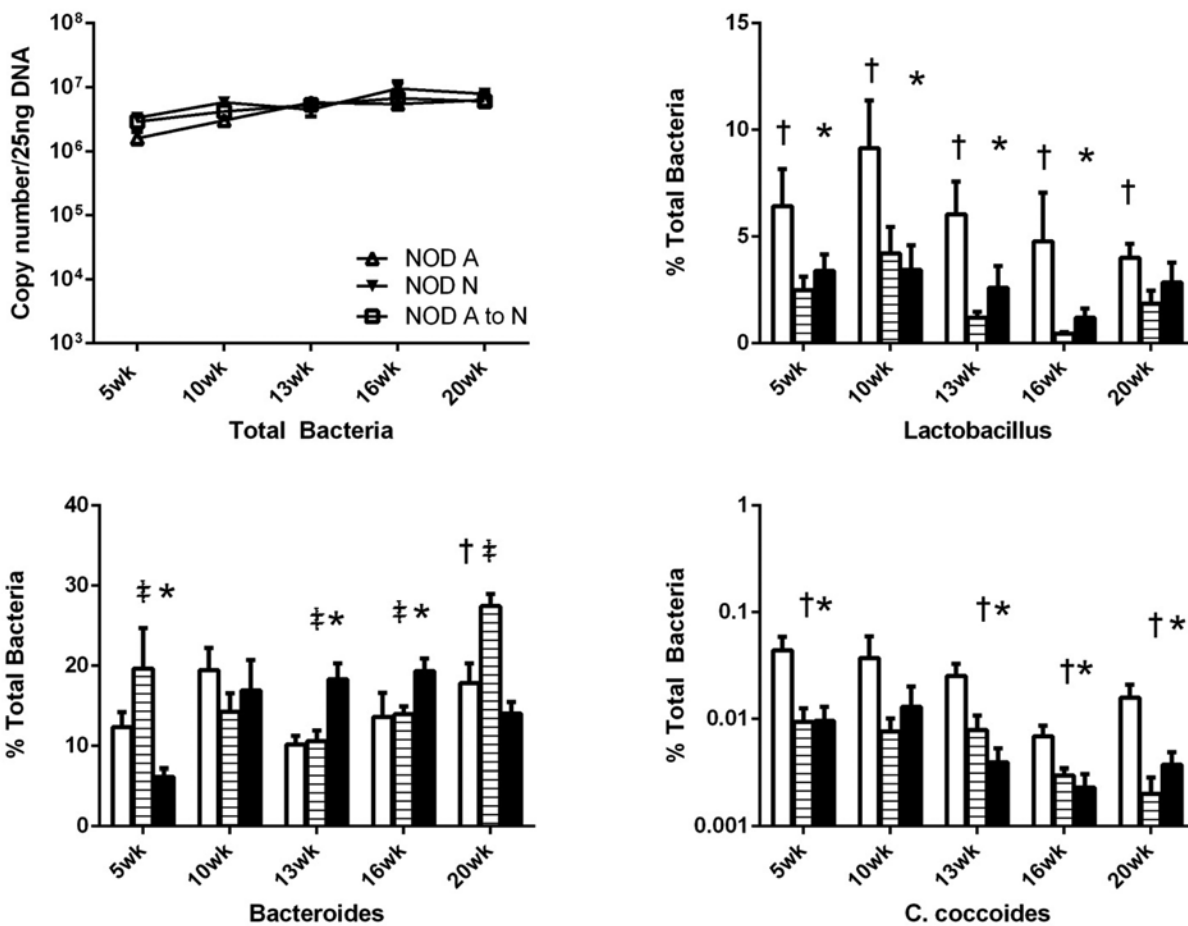 Copy number/25ng DNA
10⁸
10⁷
10⁶
10⁵
10⁴
10³
NOD A
NOD N
NOD A to N
5wk
10wk
13wk
16wk
20wk
Total Bacteria
% Total Bacteria
15
10
5
0
† *
† *
† *
† *
†
5wk
10wk
13wk
16wk
20wk
Lactobacillus
% Total Bacteria
40
30
20
10
0
‡ *
‡ *
‡ *
† ‡
5wk
10wk
13wk
16wk
20wk
Bacteroides
% Total Bacteria
1
0.1
0.01
0.001
† *
† *
† *
† *
5wk
10wk
13wk
16wk
20wk
C. coccoides